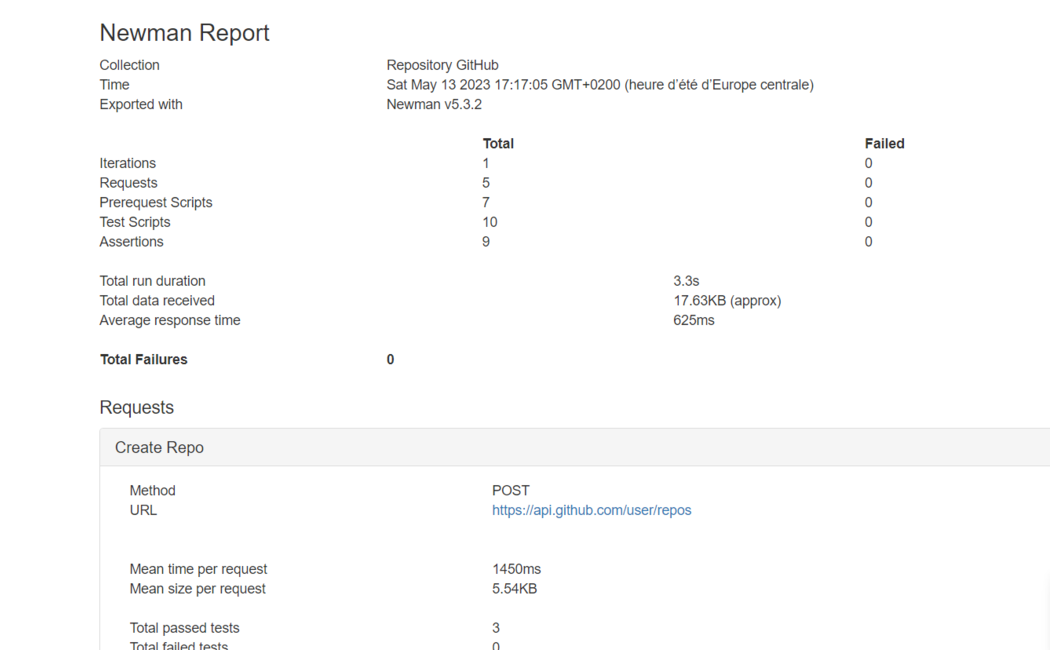 Newman Report
Collection Repository GitHub
Time Sat May 13 2023 17:17:05 GMT+0200 (heure d’été d’Europe centrale)
Exported with Newman v5.3.2
Total Failed
Iterations 1 0
Requests 5 0
Prerequest Scripts 7 0
Test Scripts 10 0
Assertions 9 0
Total run duration 3.3s
Total data received 17.63KB (approx)
Average response time 625ms
Total Failures 0
Requests
Create Repo
Method POST
URL https://api.github.com/user/repos
Mean time per request 1450ms
Mean size per request 5.54KB
Total passed tests 3
Total failed tests 0